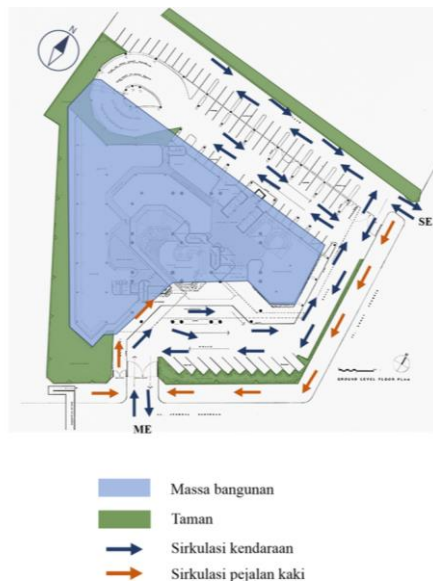 N
SE
GROUND LEVEL FLOOR PLAN
ME
Massa bangunan
Taman
Sirkulasi kendaraan
Sirkulasi pejalan kaki